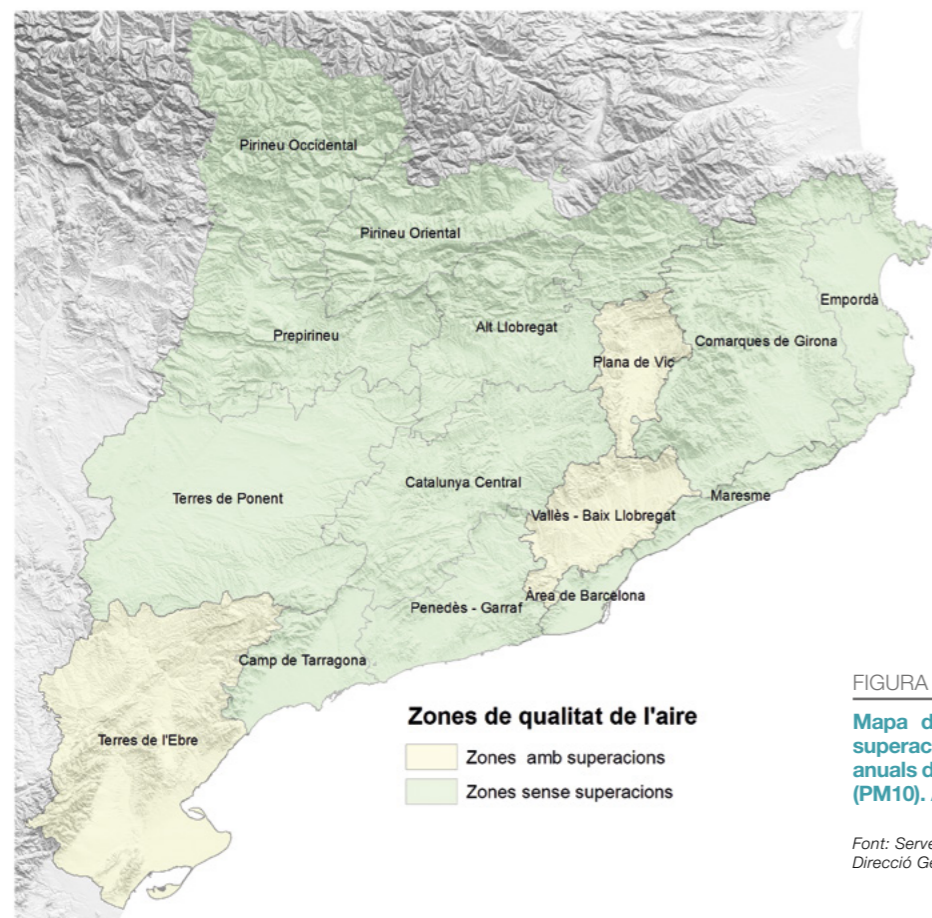 Pirineu Occidental
Pirineu Oriental
Empordà
Alt Llobregat
Prepirineu
Comarques de Girona
Plana de Vic
Catalunya Central
Terres de Ponent
Maresme
Vallès - Baix Llobregat
Àrea de Barcelona
Penedès - Garraf
Camp de Tarragona
Terres de l'Ebre
Zones de qualitat de l'aire
Zones amb superacions
Zones sense superacions
FIGURA
Mapa d
superac
anuals d
(PM10).
Font: Serve
Direcció Ge